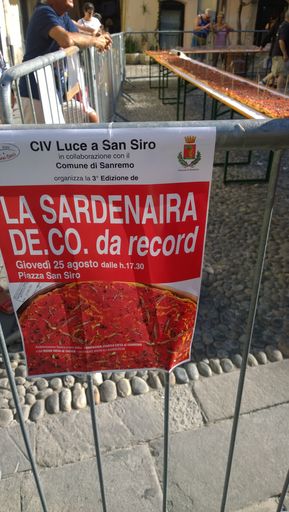 CIV Luce a San Siro
in collaborazione con il
Comune di Sanremo
organizza la 3° Edizione de
LA SARDENAIRA
DE.CO. da record
Giovedì 25 agosto dalle h.17.30
Piazza San Siro